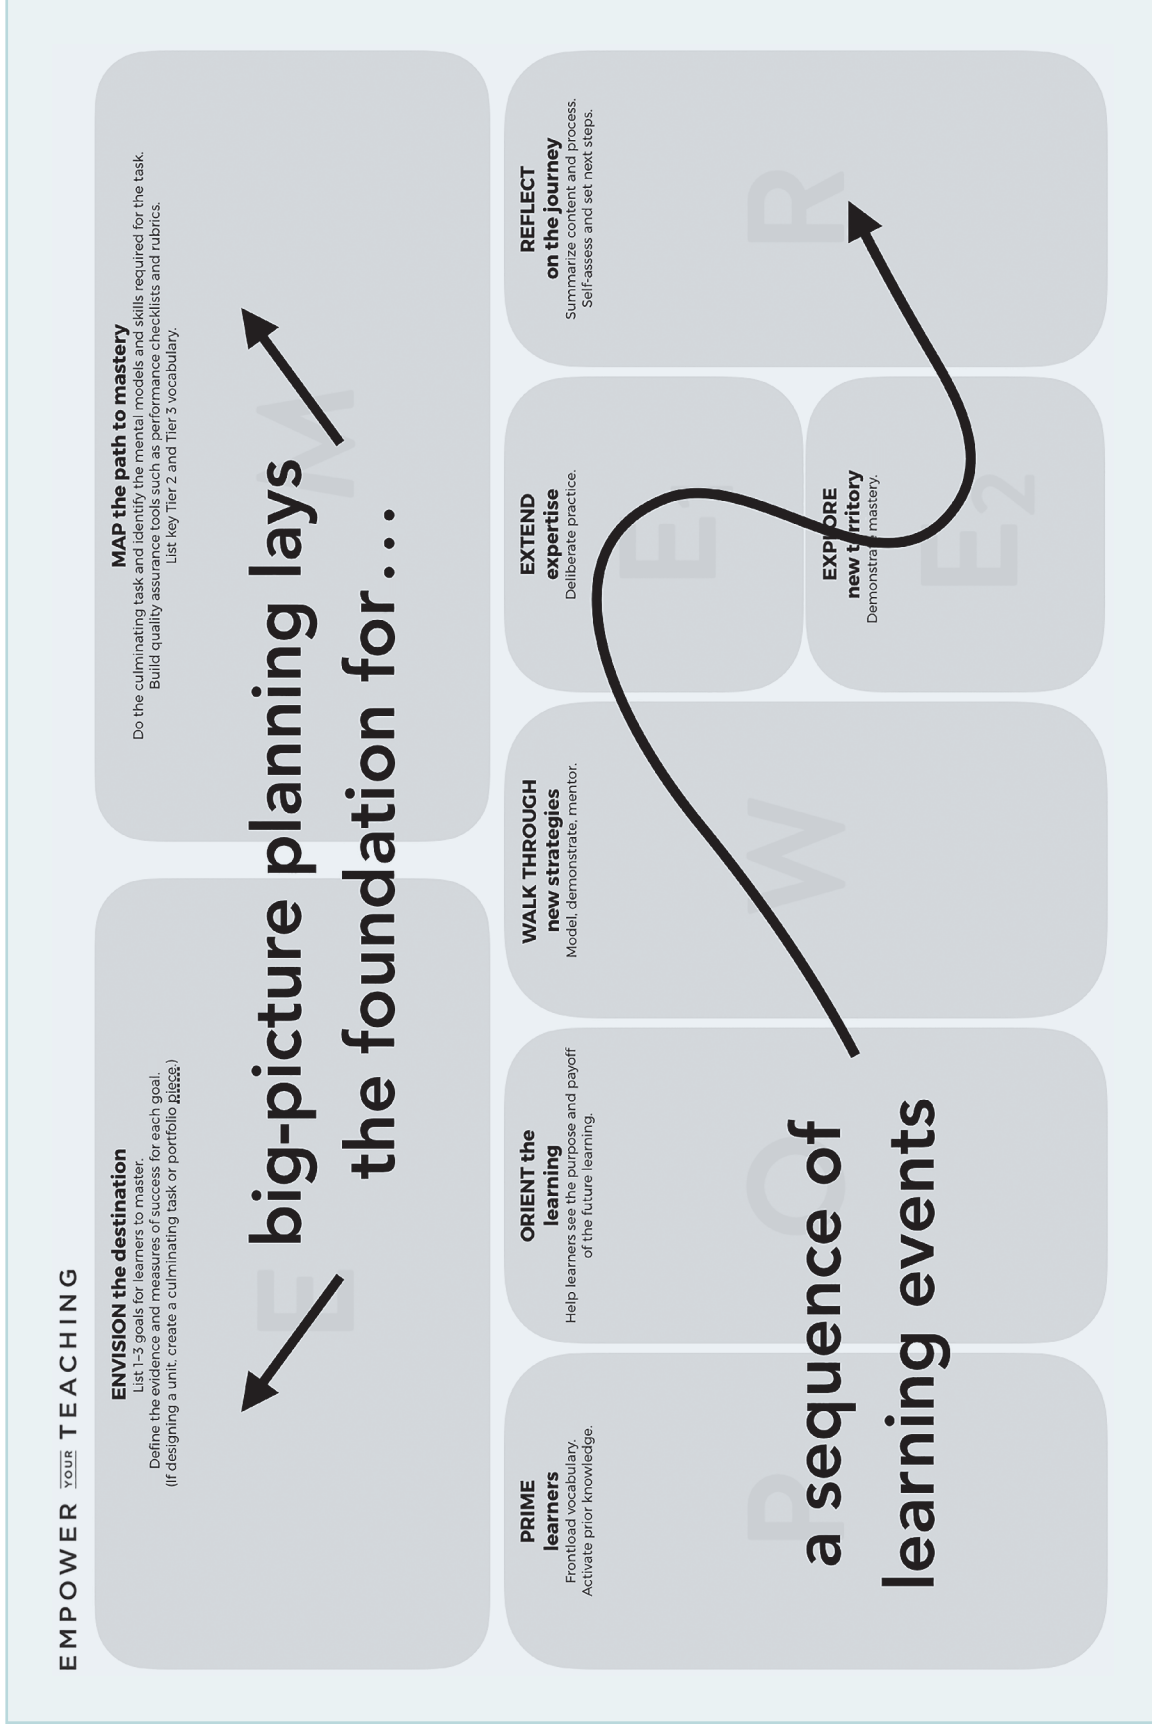 EMPOWER YOUR TEACHING
ENVISION the destination
List 1–3 goals for learners to master.
Define the evidence and measures of success for each goal.
(If designing a unit, create a culminating task or portfolio piece.)
E
MAP the path to mastery
Do the culminating task and identify the mental models and skills required for the task.
Build quality assurance tools such as performance checklists and rubrics.
List key Tier 2 and Tier 3 vocabulary.
M
big-picture planning lays
the foundation for...
PRIME
learners
Frontload vocabulary.
Activate prior knowledge.
P
ORIENT the
learning
Help learners see the purpose and payoff
of the future learning.
O
a sequence of
learning events
WALK THROUGH
new strategies
Model, demonstrate, mentor.
W
EXTEND
expertise
Deliberate practice.
E1
EXPLORE
new territory
Demonstrate mastery.
E2
REFLECT
on the journey
Summarize content and process.
Self-assess and set next steps.
R